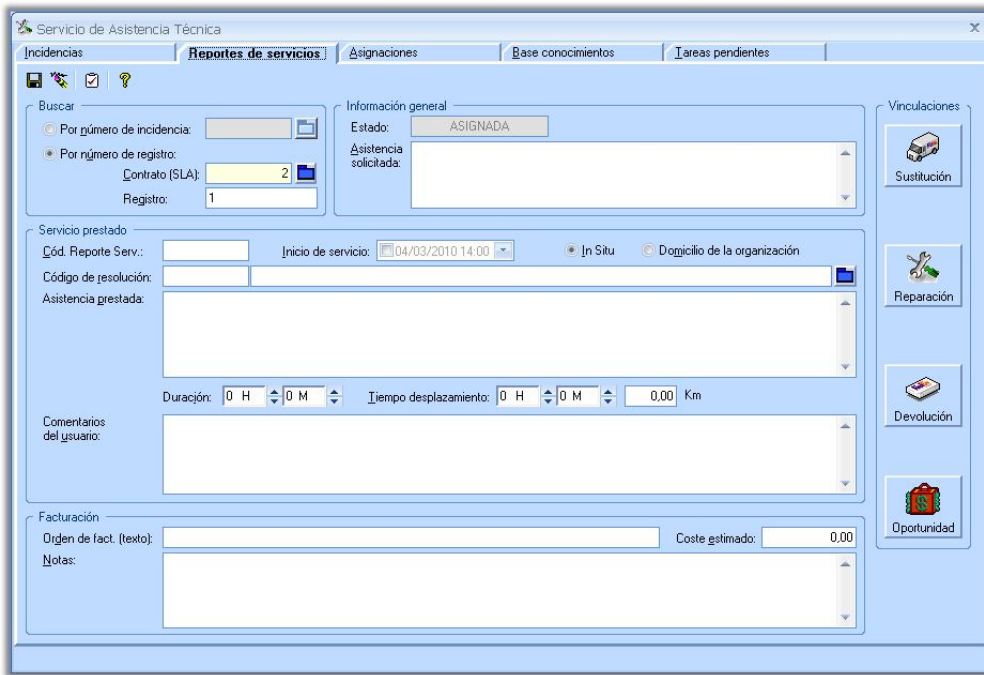 Servicio de Asistencia Técnica
Incidencias Reportes de servicios Asignaciones Base conocimientos Tareas pendientes
Buscar
Por número de incidencia:
Por número de registro:
Contrato (SLA): 2
Registro: 1
Información general
Estado: ASIGNADA
Asistencia
solicitada:
Vinculaciones
Sustitución
Reparación
Devolución
Oportunidad
Servicio prestado
Cód. Reporte Serv.: Inicio de servicio: 04/03/2010 14:00 In Situ Domicilio de la organización
Código de resolución:
Asistencia prestada:
Duración: 0 H 0 M Tiempo desplazamiento: 0 H 0 M 0,00 Km
Comentarios
del usuario:
Facturación
Orden de fact. (texto): Coste estimado: 0,00
Notas: